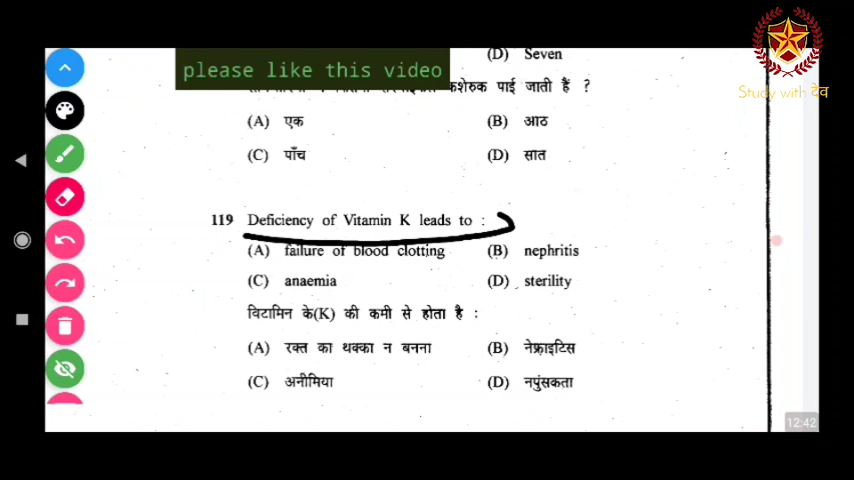 Study with देव
please like this video
(D) Seven
कशेरुक पाई जाती हैं ?
(A) एक
(B) आठ
(C) पाँच
(D) सात
119 Deficiency of Vitamin K leads to :
(A) failure of blood clotting
(B) nephritis
(C) anaemia
(D) sterility
विटामिन के(K) की कमी से होता है :
(A) रक्त का थक्का न बनना
(B) नेफ्राइटिस
(C) अनीमिया
(D) नपुंसकता
12:42